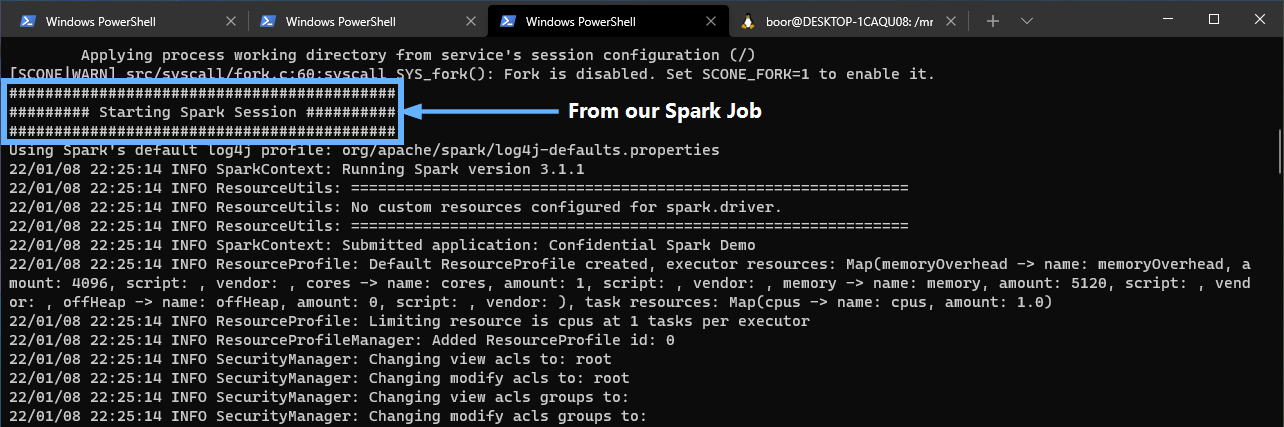 Windows PowerShell
Windows PowerShell
Windows PowerShell
boor@DESKTOP-1CAQU08: /mr
Applying process working directory from service's session configuration (/)
[SCONE|WARN] src/syscall/fork.c:60:syscall_SYS_fork(): Fork is disabled. Set SCONE_FORK=1 to enable it.
###########################################
######### Starting Spark Session ##########
###########################################
From our Spark Job
Using Spark's default log4j profile: org/apache/spark/log4j-defaults.properties
22/01/08 22:25:14 INFO SparkContext: Running Spark version 3.1.1
22/01/08 22:25:14 INFO ResourceUtils: ==============================================================
22/01/08 22:25:14 INFO ResourceUtils: No custom resources configured for spark.driver.
22/01/08 22:25:14 INFO ResourceUtils: ==============================================================
22/01/08 22:25:14 INFO SparkContext: Submitted application: Confidential Spark Demo
22/01/08 22:25:14 INFO ResourceProfile: Default ResourceProfile created, executor resources: Map(memoryOverhead -> name: memoryOverhead, a
mount: 4096, script: , vendor: , cores -> name: cores, amount: 1, script: , vendor: , memory -> name: memory, amount: 5120, script: , vend
or: , offHeap -> name: offHeap, amount: 0, script: , vendor: ), task resources: Map(cpus -> name: cpus, amount: 1.0)
22/01/08 22:25:14 INFO ResourceProfile: Limiting resource is cpus at 1 tasks per executor
22/01/08 22:25:14 INFO ResourceProfileManager: Added ResourceProfile id: 0
22/01/08 22:25:14 INFO SecurityManager: Changing view acls to: root
22/01/08 22:25:14 INFO SecurityManager: Changing modify acls to: root
22/01/08 22:25:14 INFO SecurityManager: Changing view acls groups to:
22/01/08 22:25:14 INFO SecurityManager: Changing modify acls groups to: